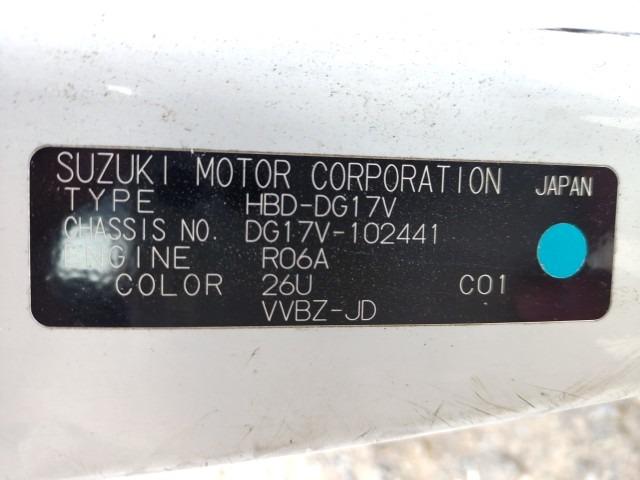 SUZUKI MOTOR CORPORATION JAPAN
TYPE HBD-DG17V
CHASSIS NO. DG17V-102441
ENGINE R06A
COLOR 26U C01
VVBZ-JD